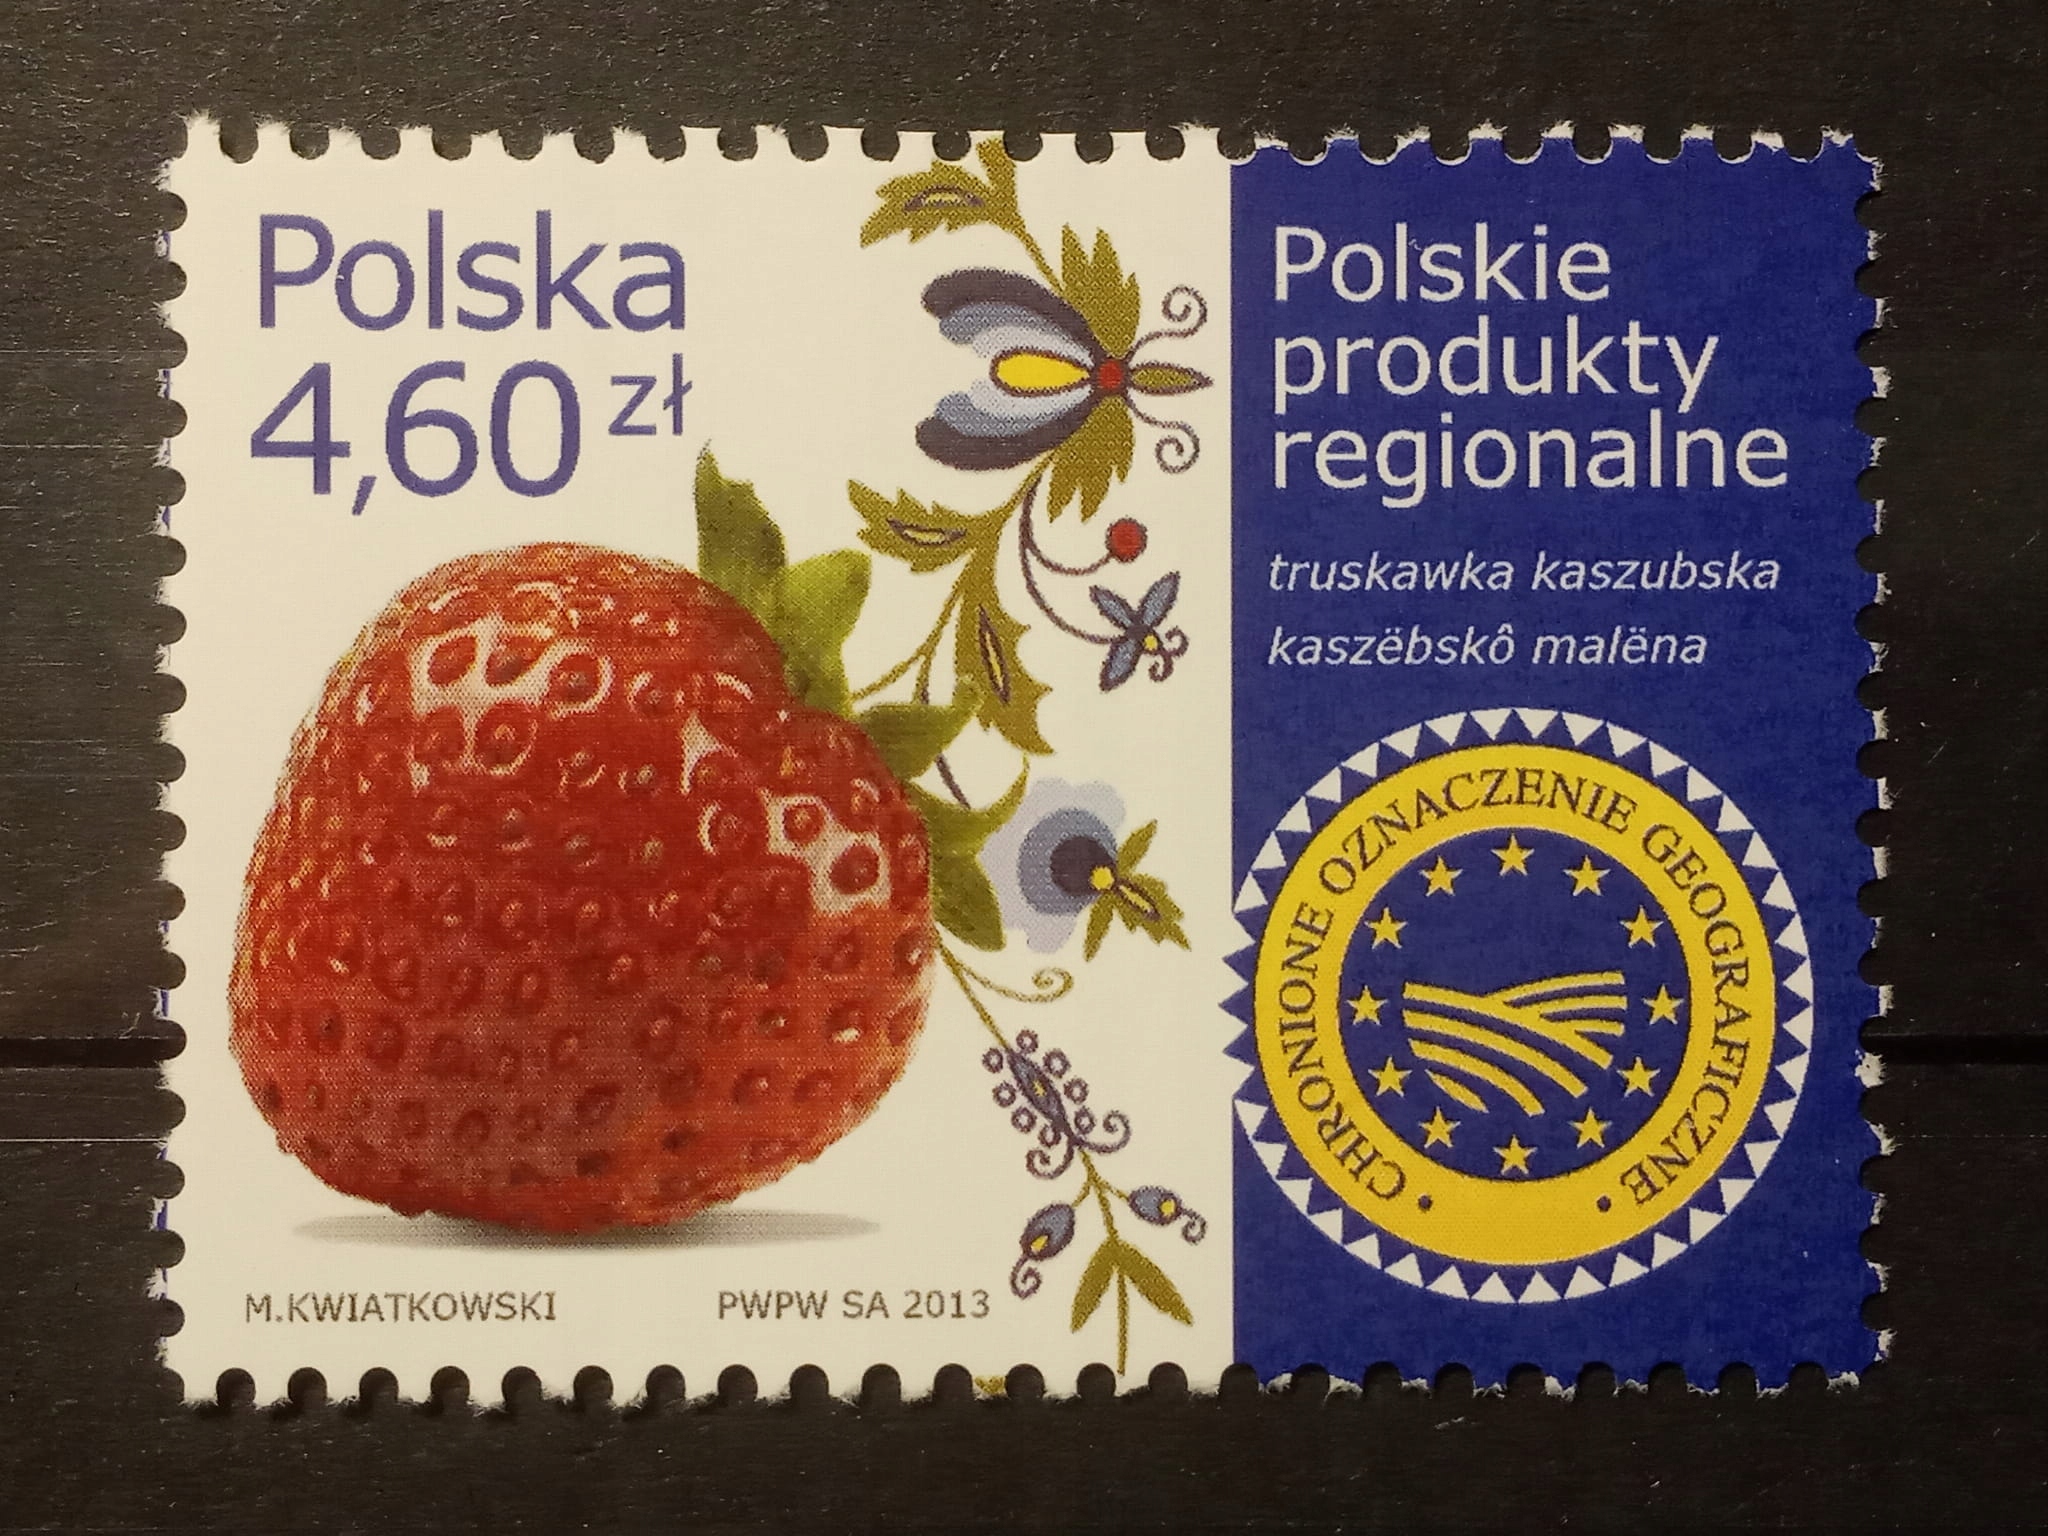 Polska
4,60 zł
M.KWIATKOWSKI
PWPW SA 2013
Polskie
produkty
regionalne
truskawka kaszubska
kaszëbskô malëna
• CHRONIONE OZNACZENIE GEOGRAFICZNE •